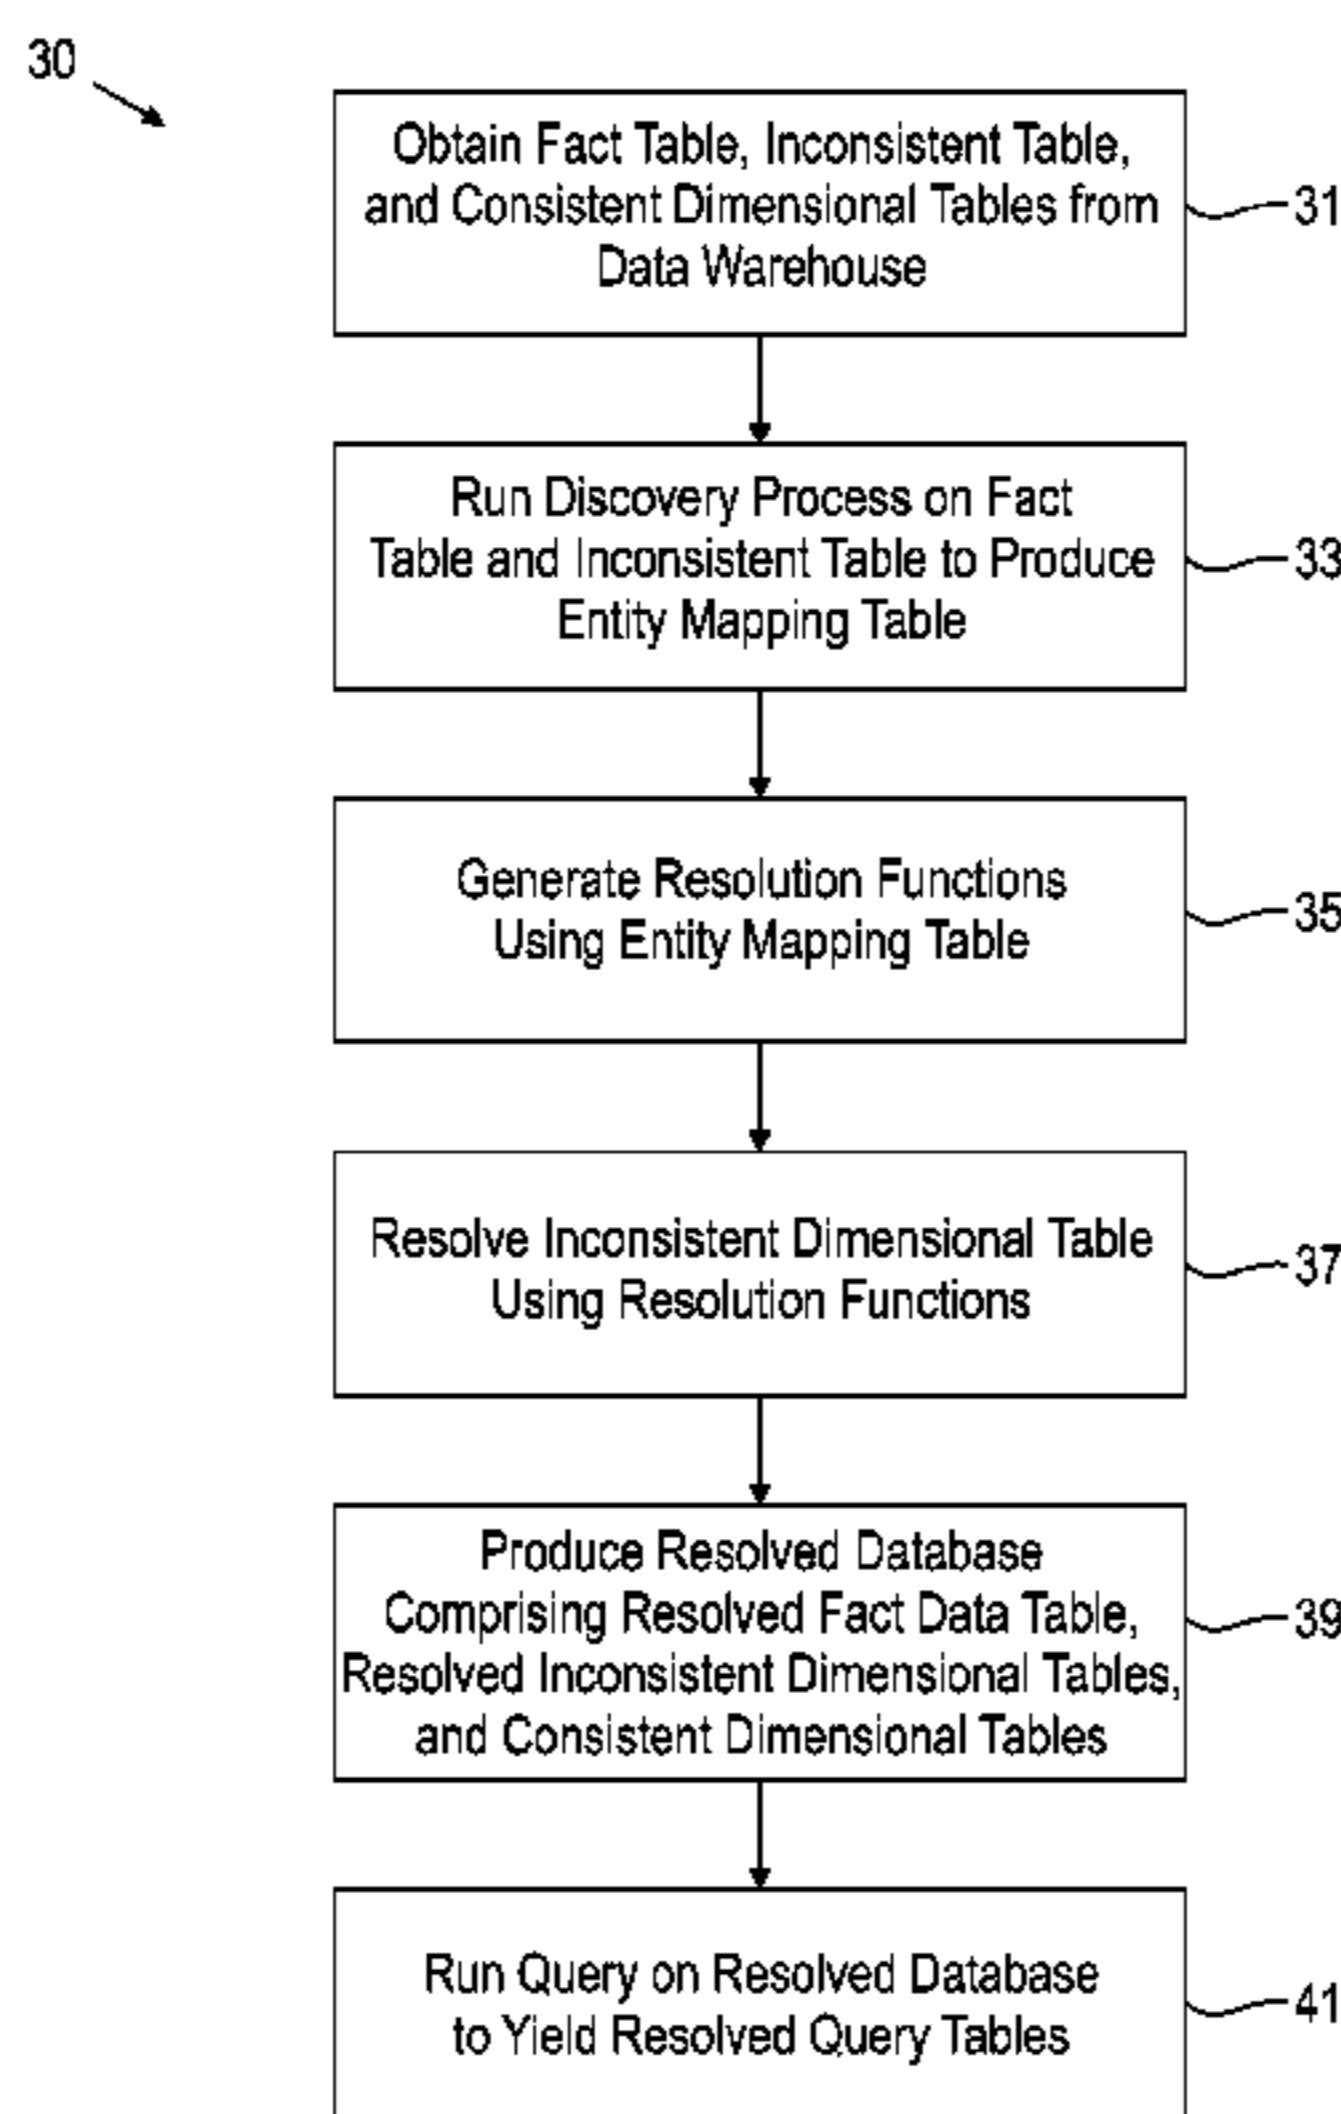 30
Obtain Fact Table, Inconsistent Table,
and Consistent Dimensional Tables from
Data Warehouse
31
Run Discovery Process on Fact
Table and Inconsistent Table to Produce
Entity Mapping Table
33
Generate Resolution Functions
Using Entity Mapping Table
35
Resolve Inconsistent Dimensional Table
Using Resolution Functions
37
Produce Resolved Database
Comprising Resolved Fact Data Table,
Resolved Inconsistent Dimensional Tables,
and Consistent Dimensional Tables
39
Run Query on Resolved Database
to Yield Resolved Query Tables
41